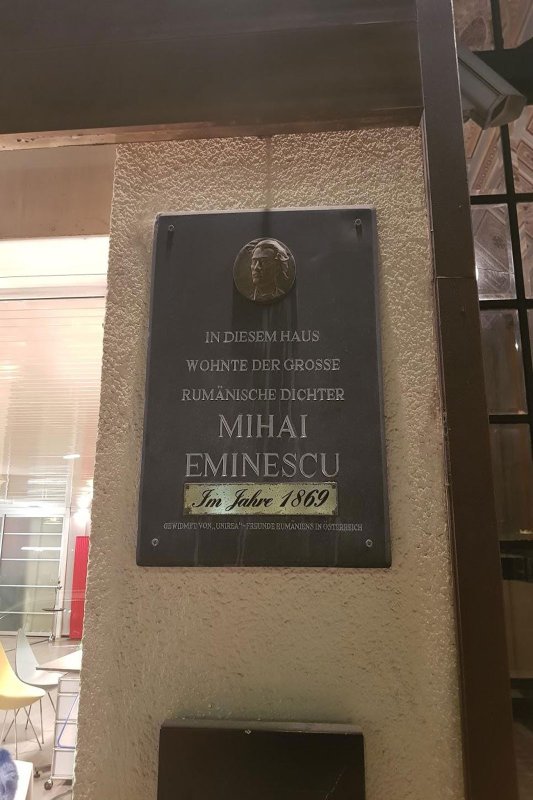 IN DIESEM HAUS
WOHNTE DER GROSSE
RUMÄNISCHE DICHTER
MIHAI
EMINESCU
Im Jahre 1869
GEWIDMET VON „UNIREA"-FREUNDE RUMÄNIENS IN ÖSTERREICH